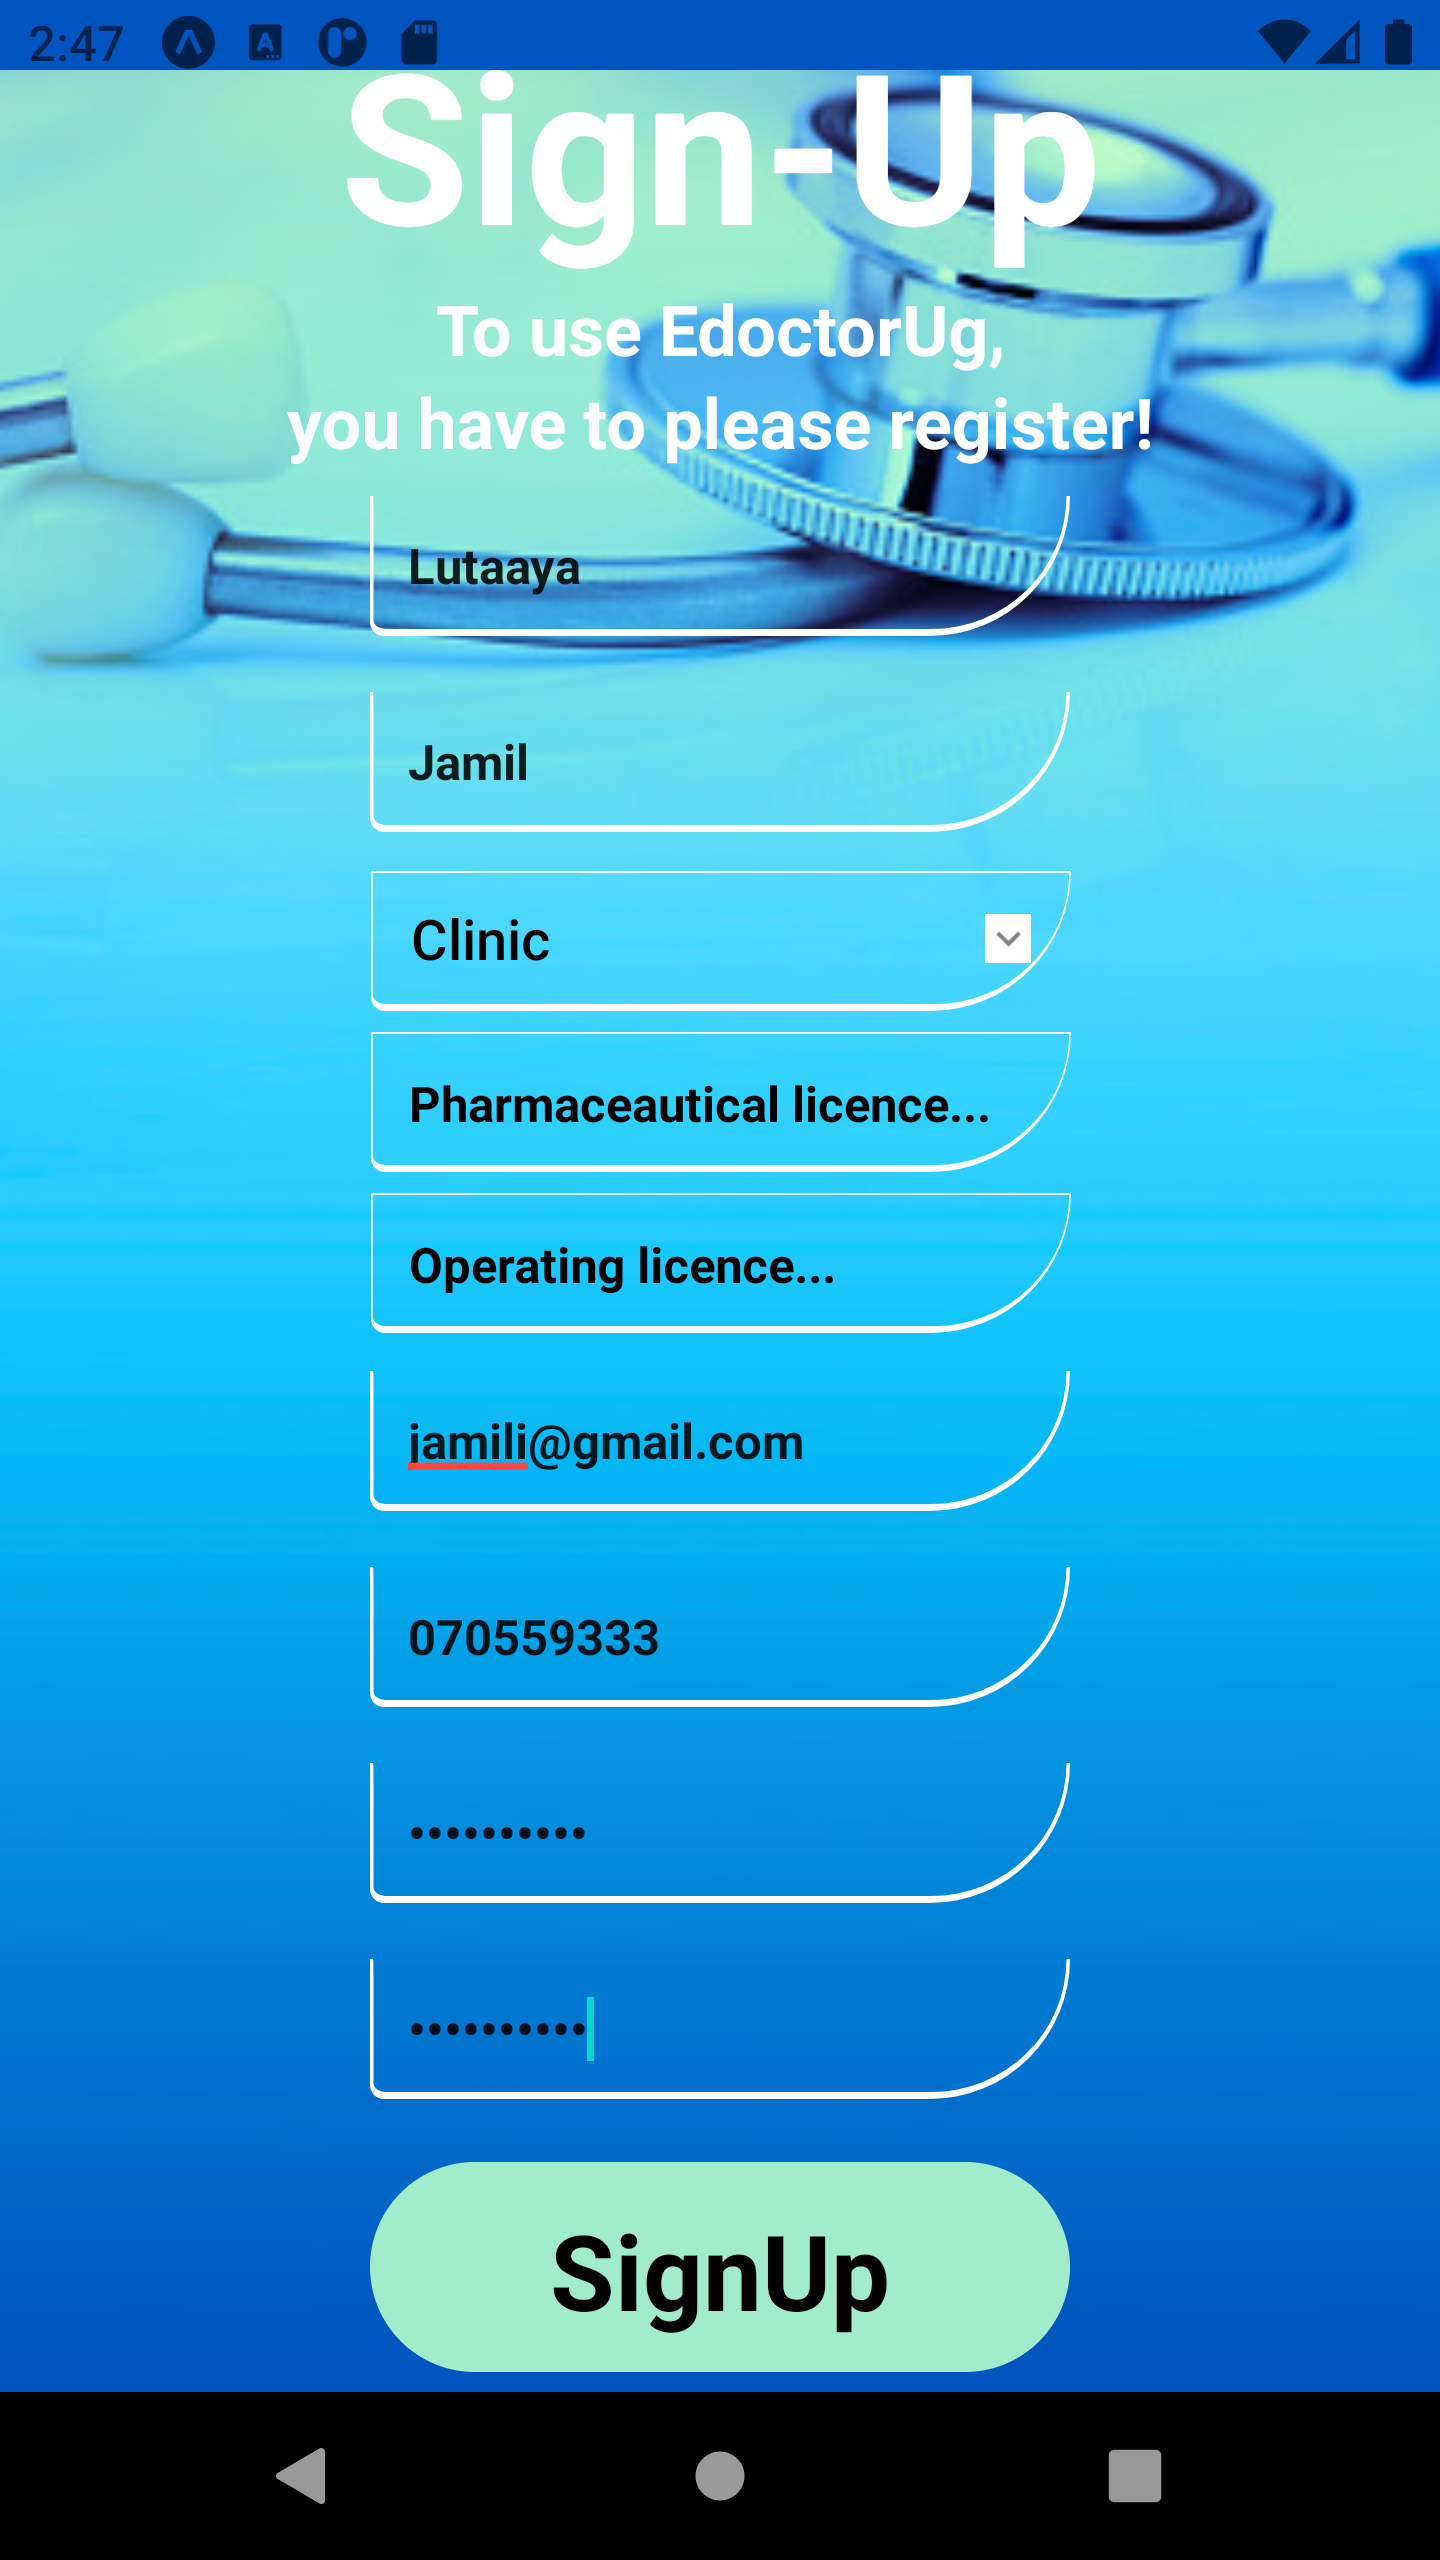 2:47
Sign-Up
To use EdoctorUg,
you have to please register!
Lutaaya
Jamil
Clinic
Pharmaceautical licence...
Operating licence...
jamili@gmail.com
070559333
••••••••••
••••••••••
SignUp